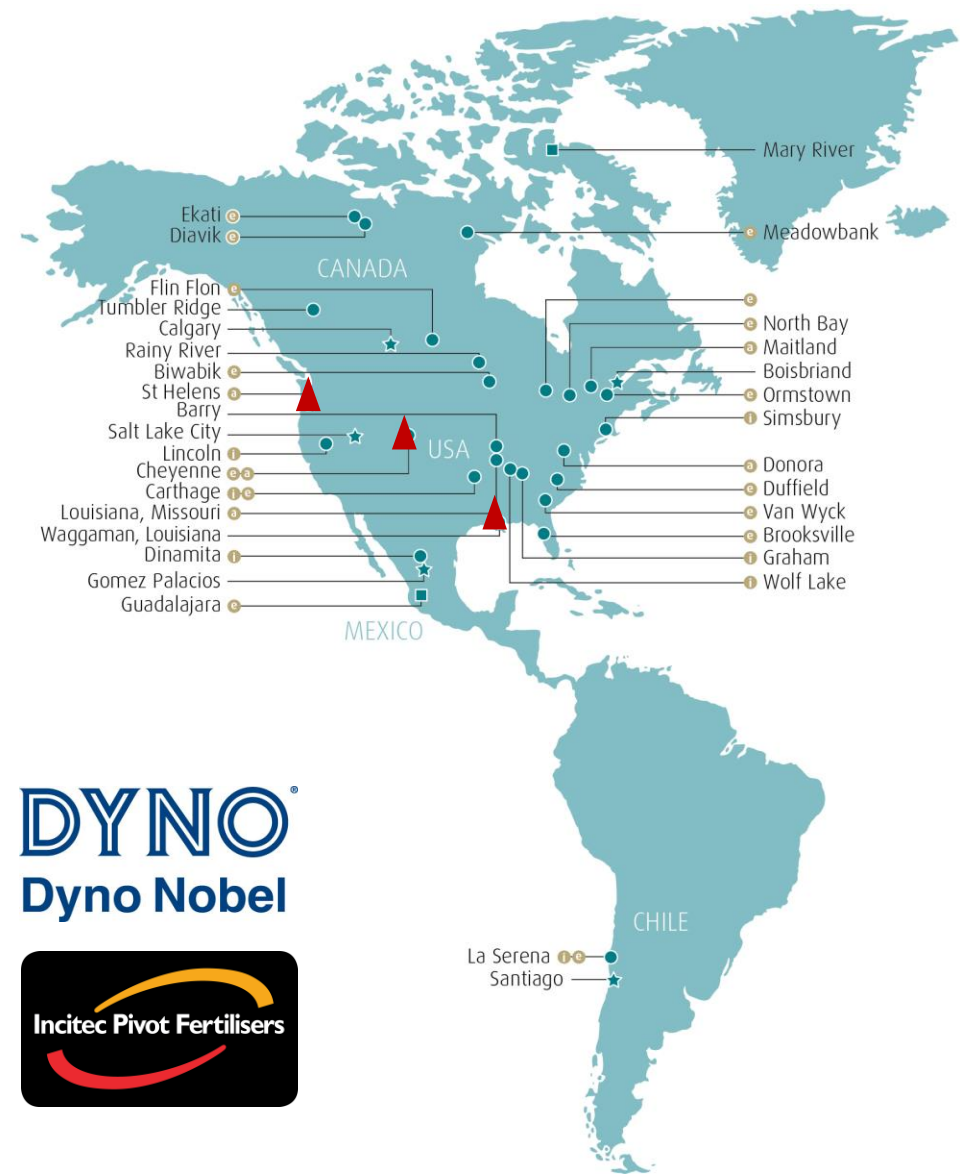 Mary River
Ekati e
Diavik e
e Meadowbank
CANADA
Flin Flon e
Tumbler Ridge
Calgary
Rainy River
Biwabik e
St Helens a
Barry
Salt Lake City
Lincoln i
Cheyenne e a
Carthage i e
Louisiana, Missouri a
Waggaman, Louisiana
Dinamita i
Gomez Palacios
Guadalajara e
e
e North Bay
a Maitland
Boisbriand
e Ormstown
i Simsbury
USA
a Donora
e Duffield
e Van Wyck
e Brooksville
i Graham
i Wolf Lake
MEXICO
DYNO®
Dyno Nobel
Incitec Pivot Fertilisers
CHILE
La Serena i e
Santiago